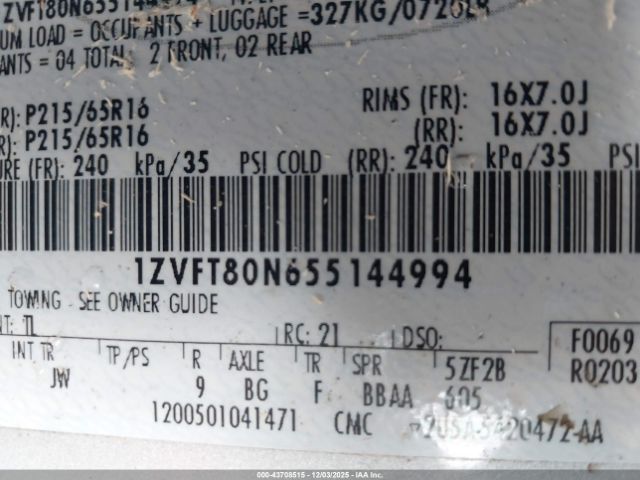 ZVFT80N655144994
UM LOAD = OCCUPANTS + LUGGAGE =327KG/0720LB
ANTS = 04 TOTAL: 2 FRONT, 02 REAR
R): P215/65R16 RIMS (FR): 16X7.0J
R): P215/65R16 (RR): 16X7.0J
URE (FR): 240 kPa/35 PSI COLD (RR): 240 kPa/35 PSI
1ZVFT80N655144994
TOWING - SEE OWNER GUIDE
NT: TL RC: 21 DSO: F0069
INT TR TP/PS R AXLE TR SPR 5ZF2B R0203
JW 9 BG F BBAA 605
1200501041471 CMC
000-43708515 - 12/03/2025 -